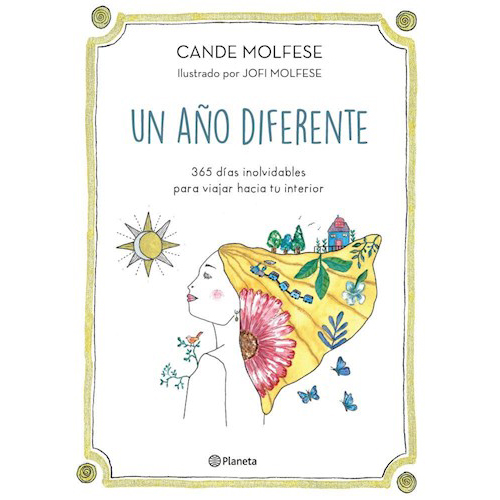 CANDE MOLFESE
Ilustrado por JOFI MOLFESE
UN AÑO DIFERENTE
365 días inolvidables
para viajar hacia tu interior
Planeta